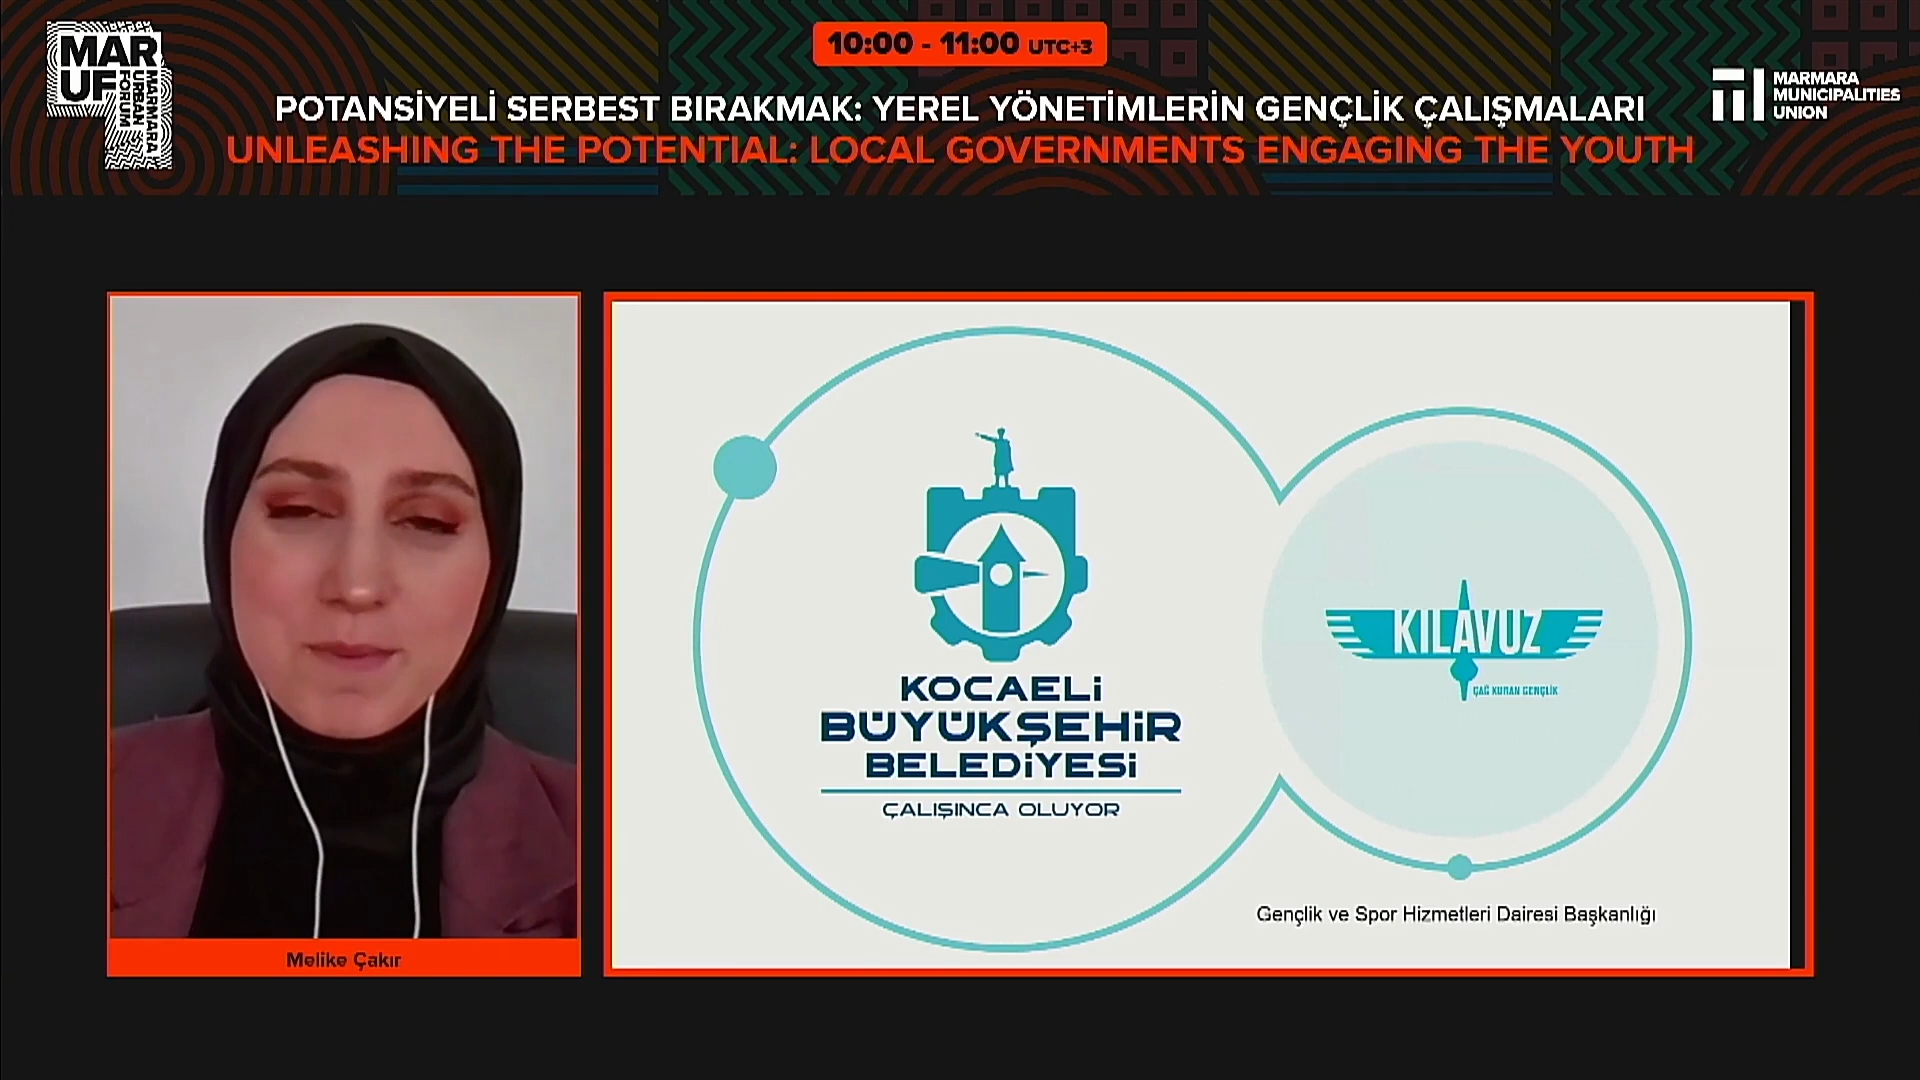 MAR
UF
MARMARA
URBAN
FORUM
10:00 - 11:00 UTC+3
POTANSİYELİ SERBEST BIRAKMAK: YEREL YÖNETİMLERİN GENÇLİK ÇALIŞMALARI
UNLEASHING THE POTENTIAL: LOCAL GOVERNMENTS ENGAGING THE YOUTH
MARMARA
MUNICIPALITIES
UNION
KOCAELİ
BÜYÜKŞEHİR
BELEDİYESİ
ÇALIŞINCA OLUYOR
KILAVUZ
ÇAĞ KURAN GENÇLİK
Gençlik ve Spor Hizmetleri Dairesi Başkanlığı
Melike Çakır